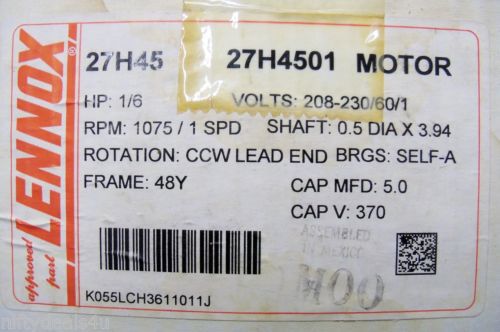 LENNOX®
approved part
27H45 27H4501 MOTOR
HP: 1/6 VOLTS: 208-230/60/1
RPM: 1075 / 1 SPD SHAFT: 0.5 DIA X 3.94
ROTATION: CCW LEAD END BRGS: SELF-A
FRAME: 48Y CAP MFD: 5.0
CAP V: 370
ASSEMBLED
IN MEXICO
MOO
K055LCH3611011J
niftydeals4u